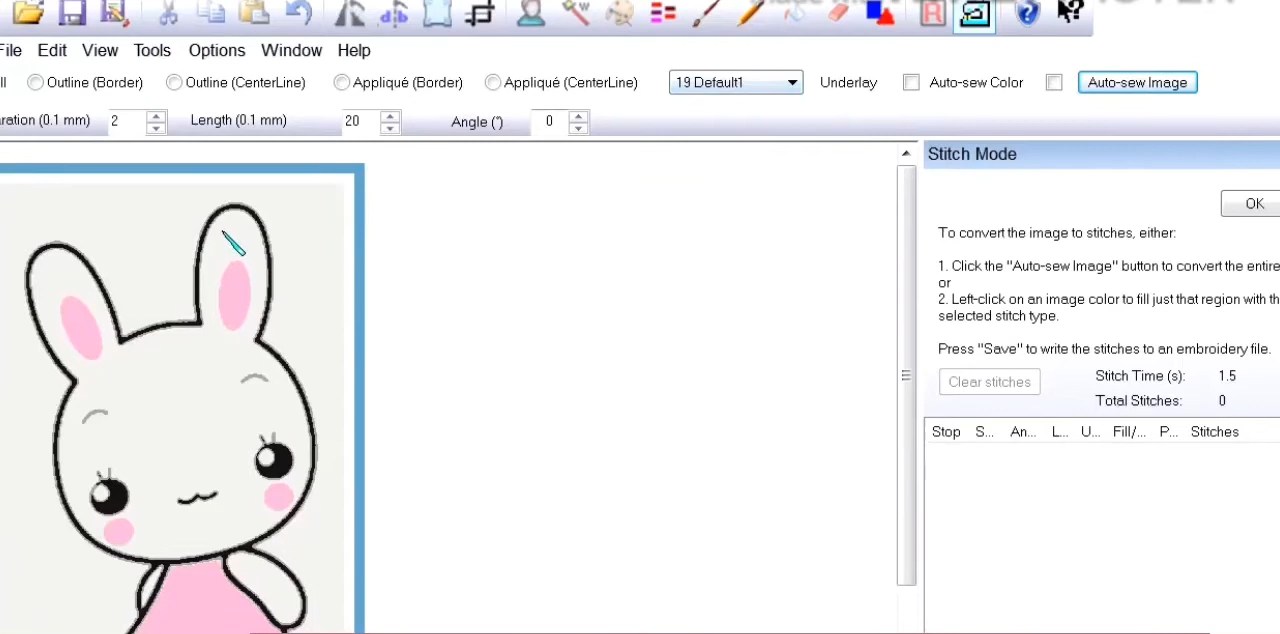 File Edit View Tools Options Window Help
ll Outline (Border) Outline (CenterLine) Appliqué (Border) Appliqué (CenterLine) 19 Default1 Underlay Auto-sew Color Auto-sew Image
aration (0.1 mm) 2 Length (0.1 mm) 20 Angle (°) 0
Stitch Mode
OK
To convert the image to stitches, either:
1. Click the "Auto-sew Image" button to convert the entire
or
2. Left-click on an image color to fill just that region with the
selected stitch type.
Press "Save" to write the stitches to an embroidery file.
Clear stitches
Stitch Time (s): 1.5
Total Stitches: 0
Stop S... An... L... U... Fill/... P... Stitches